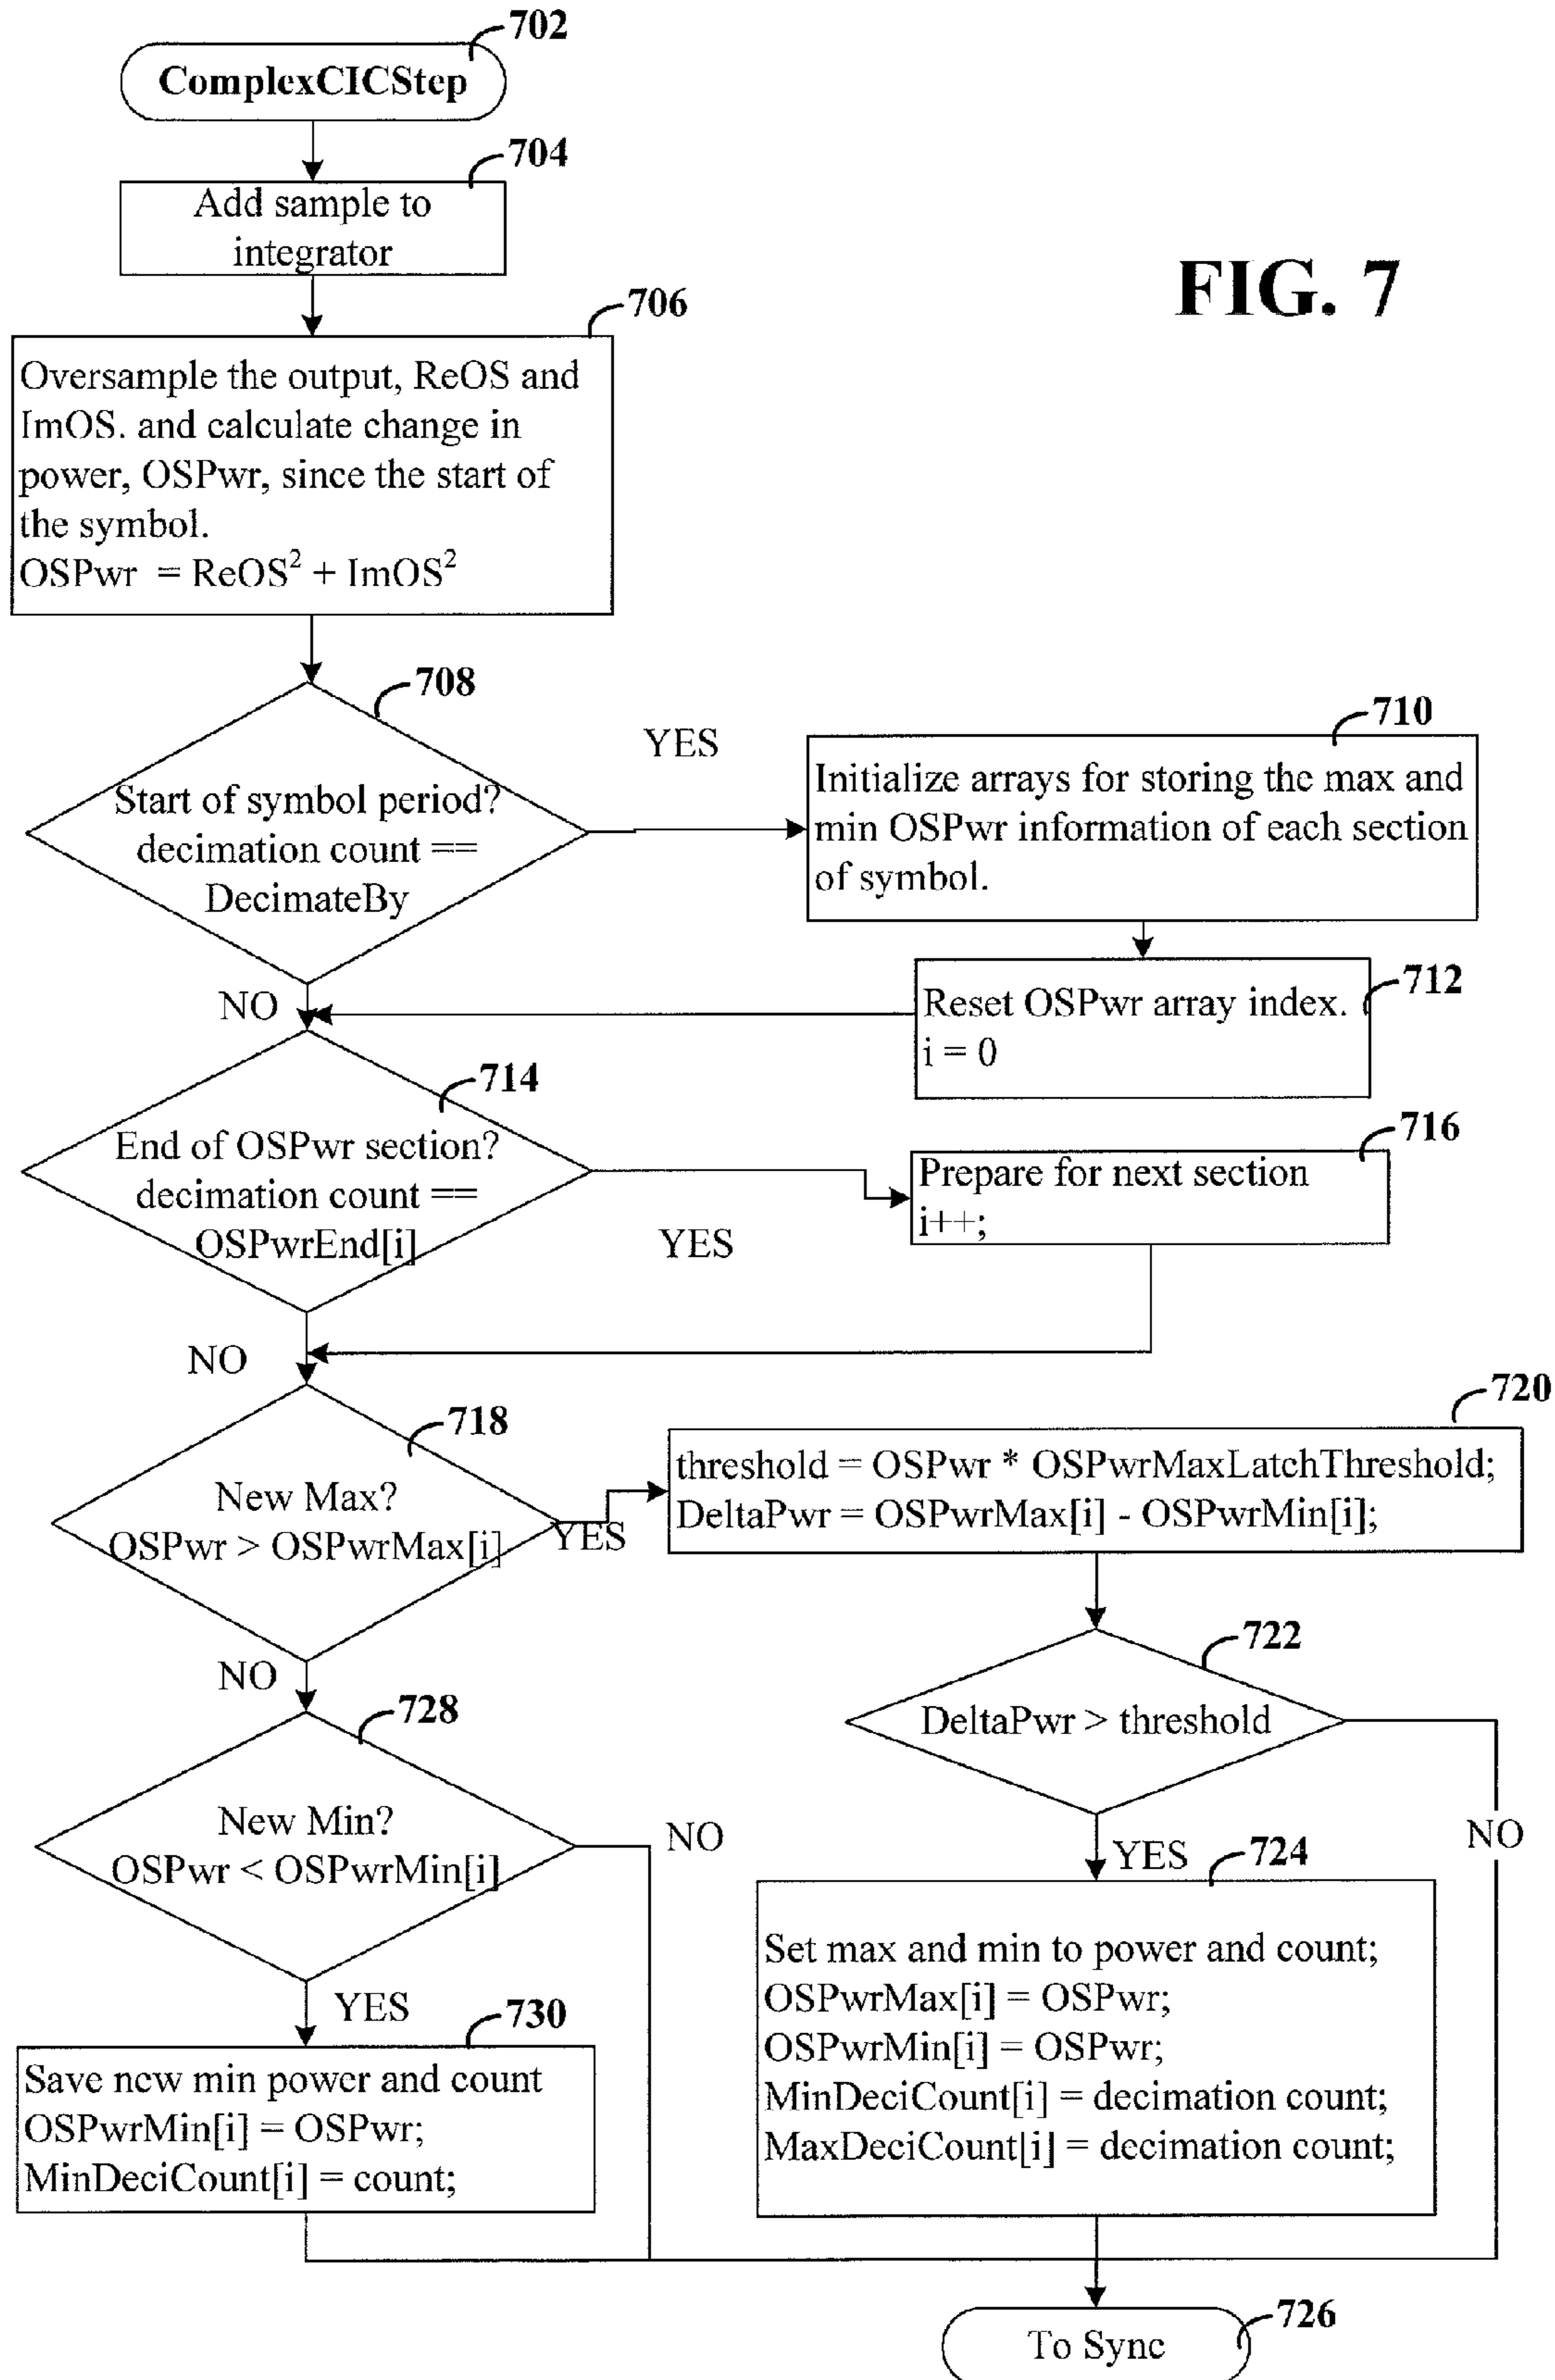 702
ComplexCICStep
704
Add sample to
integrator
FIG. 7
706
Oversample the output, ReOS and
ImOS. and calculate change in
power, OSPwr, since the start of
the symbol.
OSPwr = ReOS² + ImOS²
708
Start of symbol period?
decimation count ==
DecimateBy
YES
NO
710
Initialize arrays for storing the max and
min OSPwr information of each section
of symbol.
712
Reset OSPwr array index.
i = 0
714
End of OSPwr section?
decimation count ==
OSPwrEnd[i]
YES
NO
716
Prepare for next section
i++;
718
New Max?
OSPwr > OSPwrMax[i]
YES
NO
720
threshold = OSPwr * OSPwrMaxLatchThreshold;
DeltaPwr = OSPwrMax[i] - OSPwrMin[i];
722
DeltaPwr > threshold
YES
NO
724
Set max and min to power and count;
OSPwrMax[i] = OSPwr;
OSPwrMin[i] = OSPwr;
MinDeciCount[i] = decimation count;
MaxDeciCount[i] = decimation count;
728
New Min?
OSPwr < OSPwrMin[i]
NO
YES
730
Save new min power and count
OSPwrMin[i] = OSPwr;
MinDeciCount[i] = count;
726
To Sync